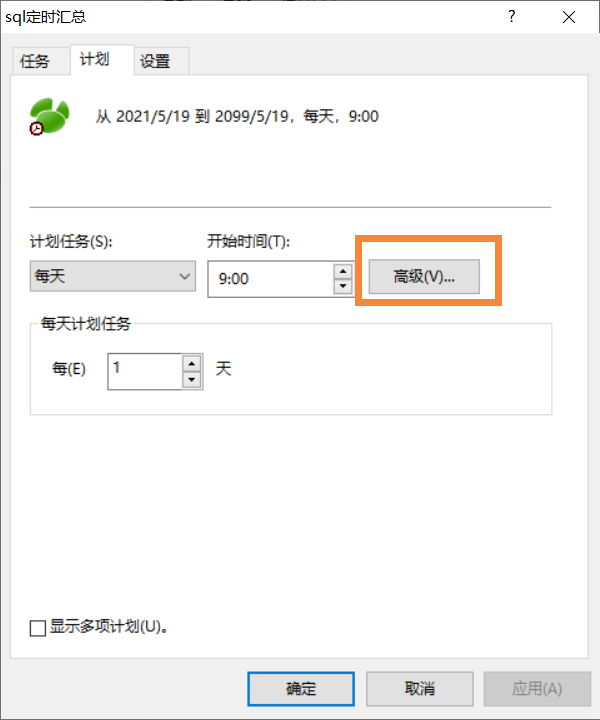 sql定时汇总
任务 计划 设置
从 2021/5/19 到 2099/5/19，每天，9:00
计划任务(S): 开始时间(T):
每天 9:00 高级(V)...
每天计划任务
每(E) 1 天
显示多项计划(U)。
确定 取消 应用(A)